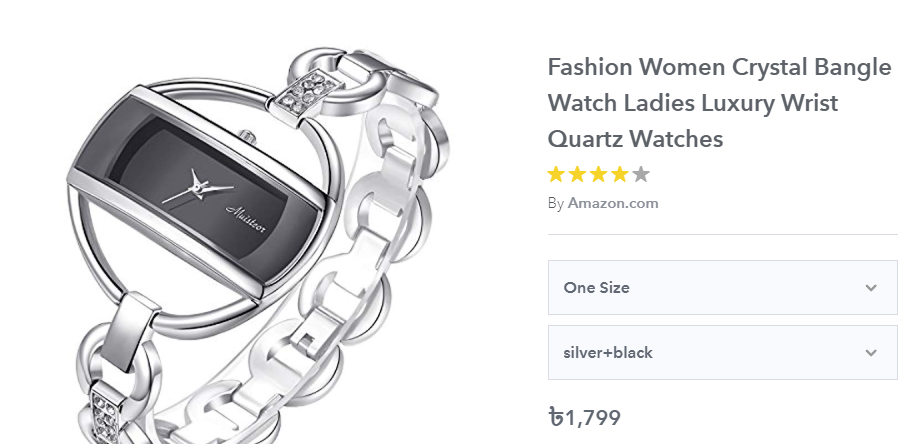 Fashion Women Crystal Bangle
Watch Ladies Luxury Wrist
Quartz Watches
By Amazon.com
One Size
silver+black
৳1,799